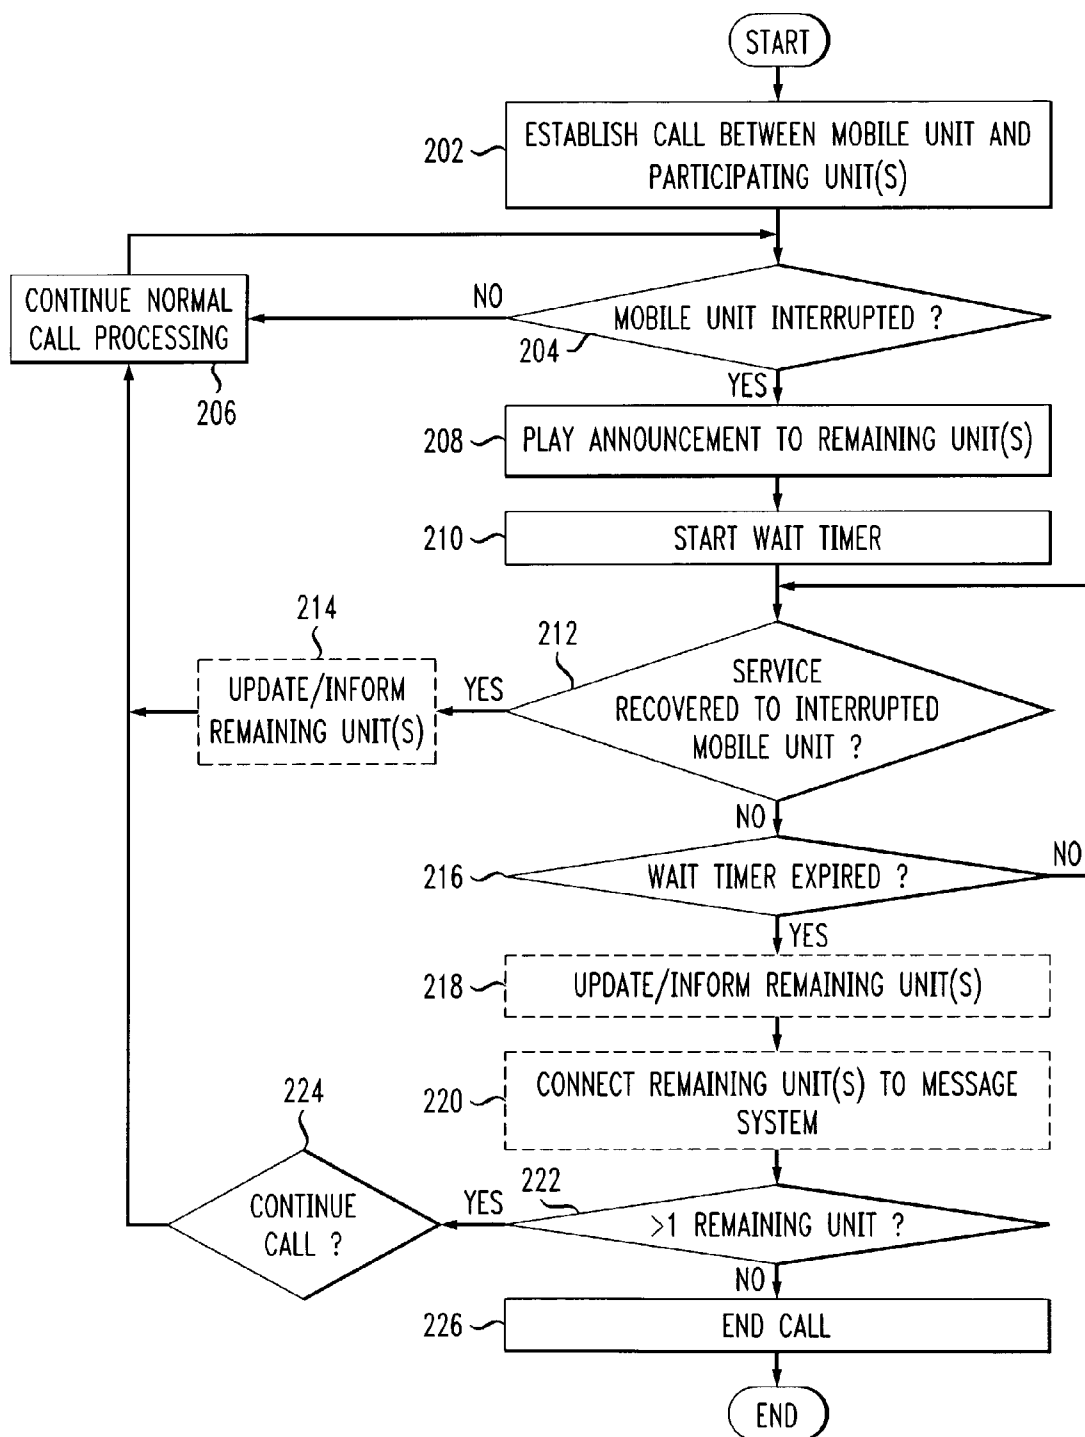 START
202
ESTABLISH CALL BETWEEN MOBILE UNIT AND
PARTICIPATING UNIT(S)
CONTINUE NORMAL
CALL PROCESSING
206
NO
MOBILE UNIT INTERRUPTED ?
204
YES
208
PLAY ANNOUNCEMENT TO REMAINING UNIT(S)
210
START WAIT TIMER
214
UPDATE/INFORM
REMAINING UNIT(S)
YES
212
SERVICE
RECOVERED TO INTERRUPTED
MOBILE UNIT ?
NO
216
WAIT TIMER EXPIRED ?
NO
YES
218
UPDATE/INFORM REMAINING UNIT(S)
220
CONNECT REMAINING UNIT(S) TO MESSAGE
SYSTEM
224
CONTINUE
CALL ?
YES
222
>1 REMAINING UNIT ?
NO
226
END CALL
END